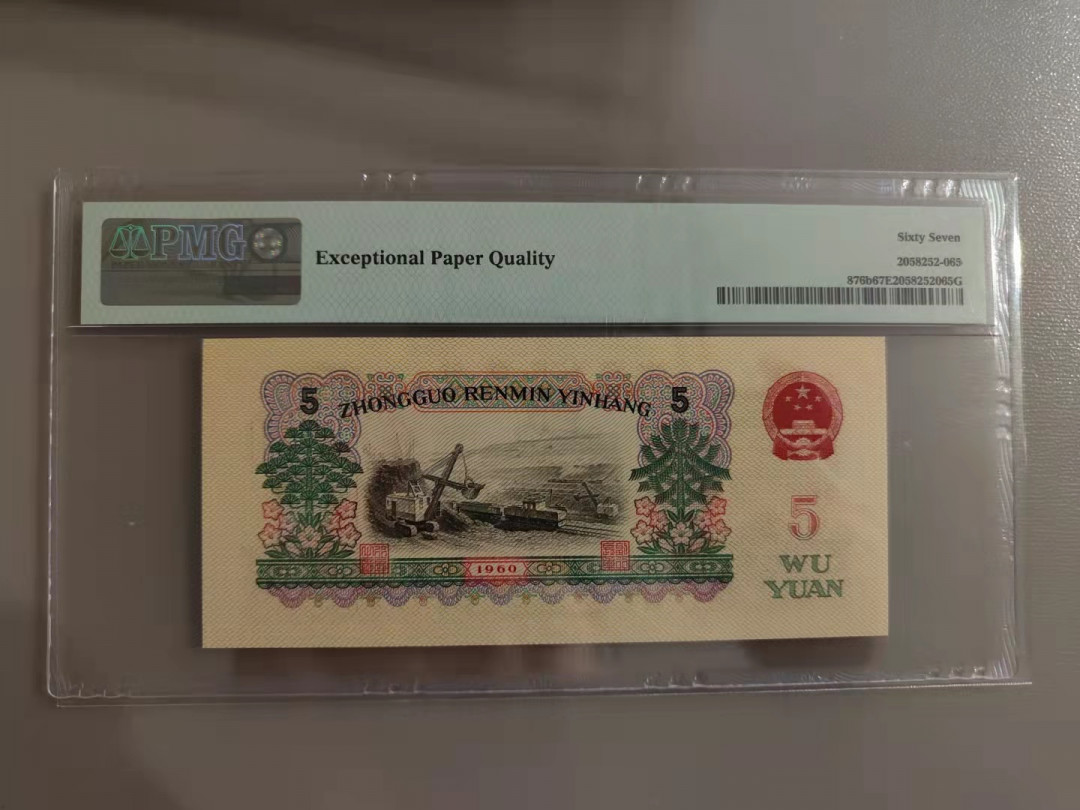 PMG
Exceptional Paper Quality
Sixty Seven
2058252-065
876b67E2058252065G
5 ZHONGGUO RENMIN YINHANG 5
5
WU
YUAN
1960